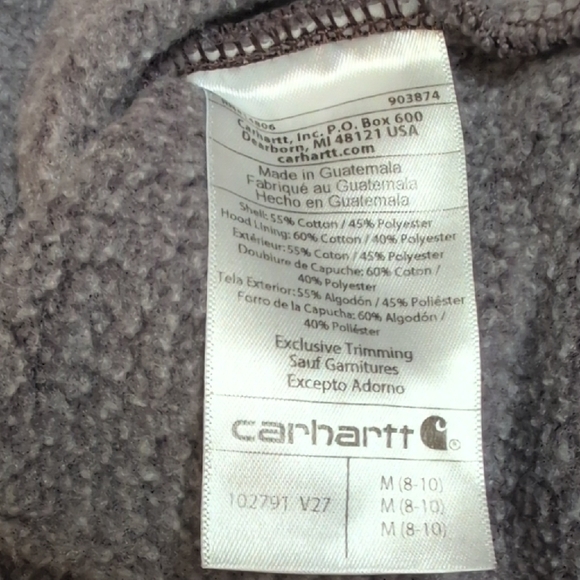 903874
Carhartt, Inc. P.O. Box 600
Dearborn, MI 48121 USA
carhartt.com
Made in Guatemala
Fabriqué au Guatemala
Hecho en Guatemala
Shell: 55% Cotton / 45% Polyester
Hood Lining: 60% Cotton / 40% Polyester
Extérieur: 55% Coton / 45% Polyester
Doublure de Capuche: 60% Coton /
40% Polyester
Tela Exterior: 55% Algodón / 45% Poliéster
Forro de la Capucha: 60% Algodón /
40% Poliéster
Exclusive Trimming
Sauf Garnitures
Excepto Adorno
carhartt ®
102791 V27
M (8-10)
M (8-10)
M (8-10)